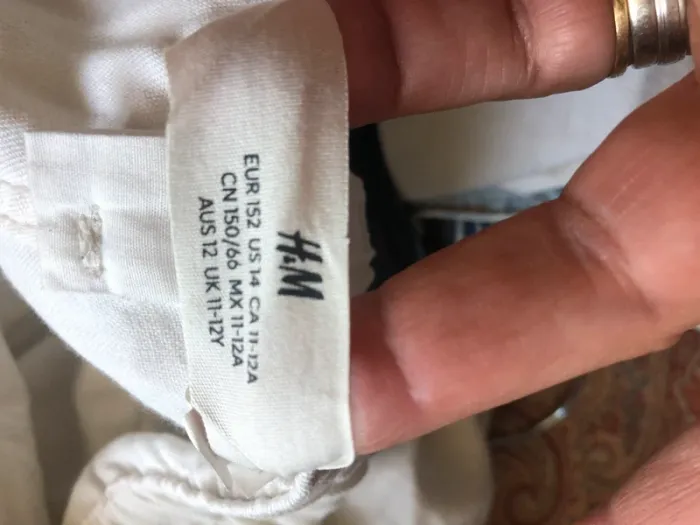 H&M
EUR 152 US 14 CA 11-12A
CN 150/66 MX 11-12A
AUS 12 UK 11-12Y